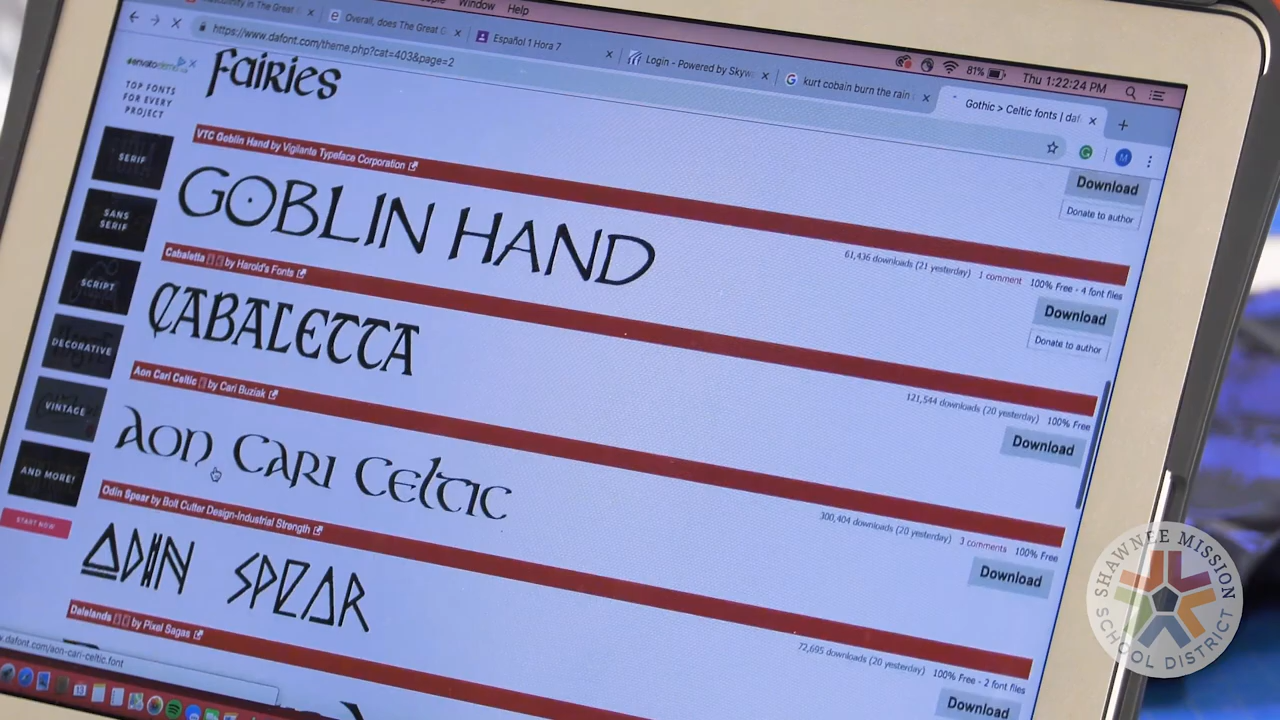 Window Help
81% Thu 1:22:24 PM
Overall, does The Great G
Español 1 Hora 7
Login - Powered by Skyw
kurt cobain burn the rain
Gothic > Celtic fonts | daf
https://www.dafont.com/theme.php?cat=403&page=2
TOP FONTS
FOR EVERY
PROJECT
SERIF
SANS
SERIF
SCRIPT
DECORATIVE
VINTAGE
AND MORE!
START NOW
Fairies
Download
Donate to author
VTC Goblin Hand by Vigilante Typeface Corporation
61,436 downloads (21 yesterday) 1 comment 100% Free - 4 font files
GOBLIN HAND
Download
Donate to author
Cabaletta by Harold's Fonts
121,544 downloads (20 yesterday) 100% Free
CABALETTA
Download
Aon Cari Celtic by Cari Buziak
300,404 downloads (20 yesterday) 3 comments 100% Free
Aon Cari Celtic
Download
Odin Spear by Bolt Cutter Design-Industrial Strength
72,695 downloads (20 yesterday) 100% Free - 2 font files
ODIN SPEAR
Download
Dalelands by Pixel Sagas
.dafont.com/aon-cari-celtic.font
SHAWNEE MISSION
SCHOOL DISTRICT